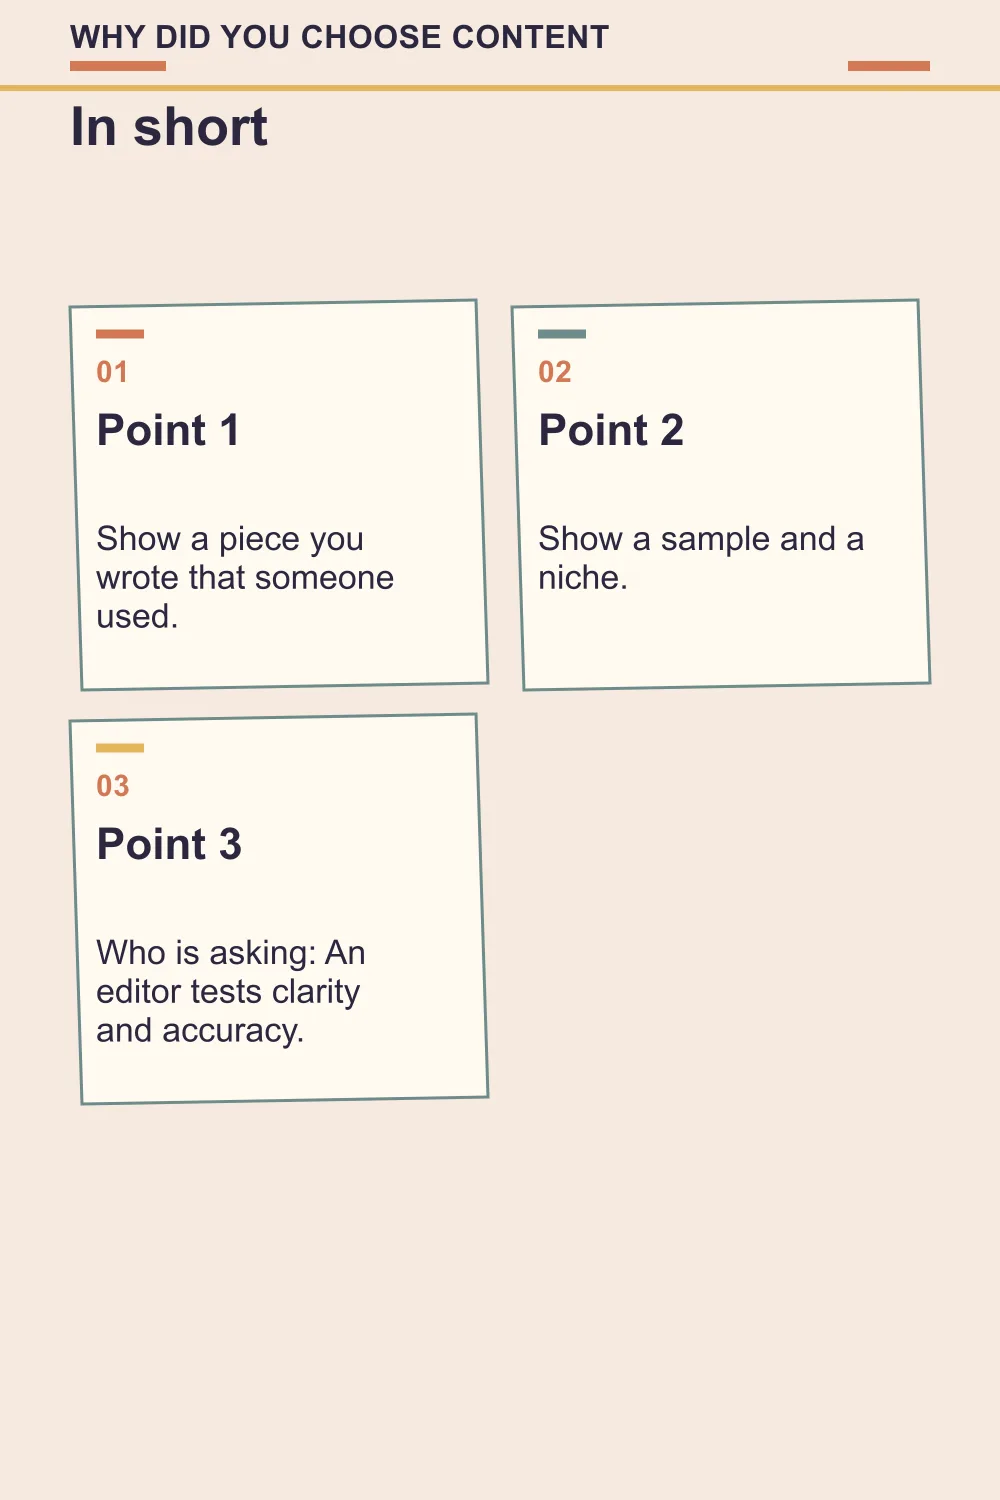 WHY DID YOU CHOOSE CONTENT
In short
01
Point 1
Show a piece you
wrote that someone
used.
02
Point 2
Show a sample and a
niche.
03
Point 3
Who is asking: An
editor tests clarity
and accuracy.